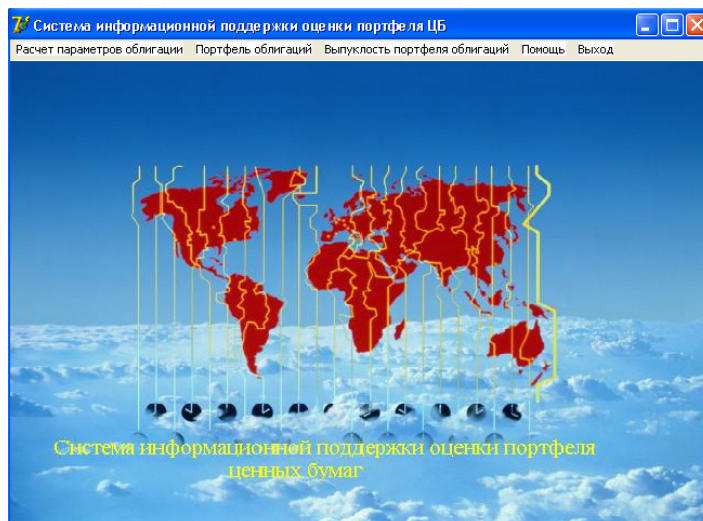 Система информационной поддержки оценки портфеля ЦБ
Расчет параметров облигации Портфель облигаций Выпуклость портфеля облигаций Помощь Выход
Система информационной поддержки оценки портфеля
ценных бумаг